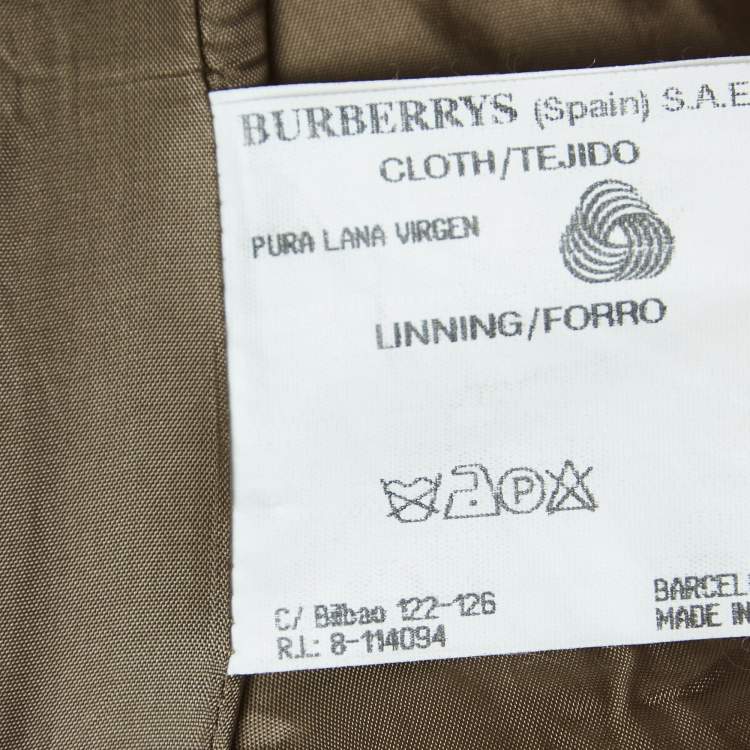 BURBERRYS (Spain) S.A.E
CLOTH/TEJIDO
PURA LANA VIRGEN
LINNING/FORRO
P
C/ Bilbao 122-126
R.I.: 8-114094
BARCEL
MADE IN